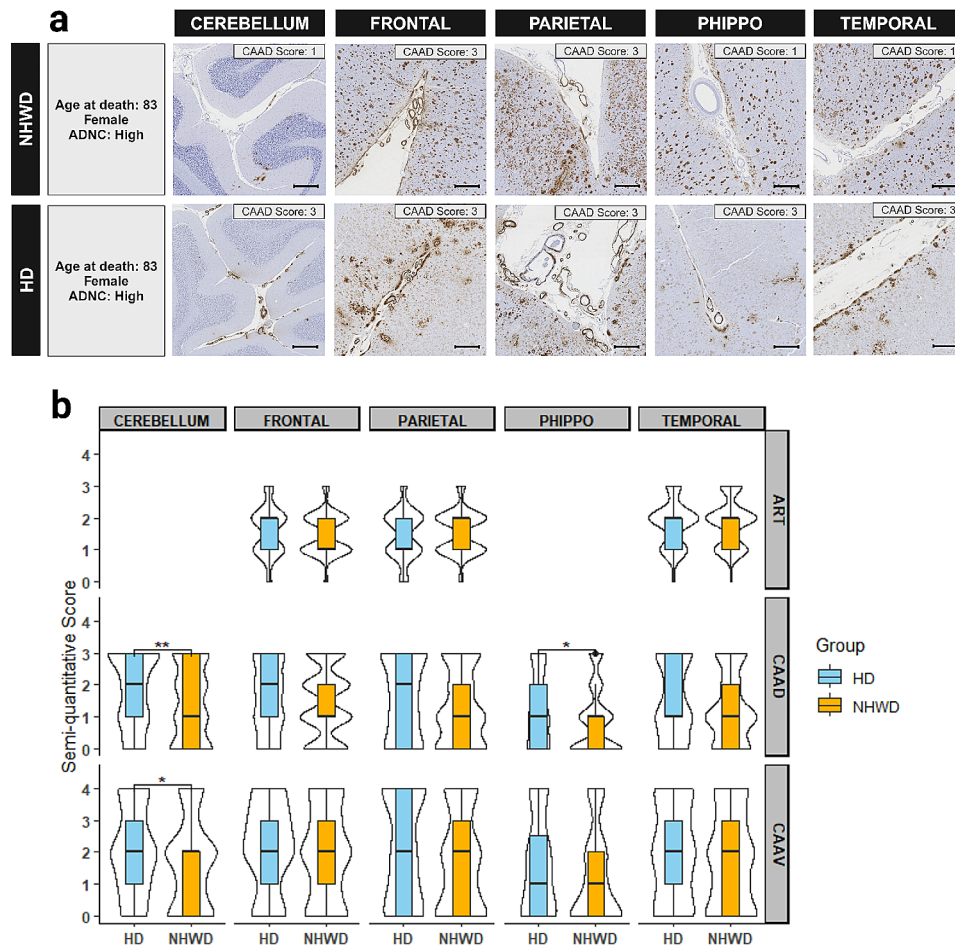 a
CEREBELLUM FRONTAL PARIETAL PHIPPO TEMPORAL
NHWD
Age at death: 83
Female
ADNC: High
CAAD Score: 1 CAAD Score: 3 CAAD Score: 3 CAAD Score: 1 CAAD Score: 1
HD
Age at death: 83
Female
ADNC: High
CAAD Score: 3 CAAD Score: 3 CAAD Score: 3 CAAD Score: 3 CAAD Score: 3
b
CEREBELLUM FRONTAL PARIETAL PHIPPO TEMPORAL
Semi-quantitative Score
4
3
2
1
0
ART
4
3
2
1
0
** *
CAAD
4
3
2
1
0
*
CAAV
HD NHWD HD NHWD HD NHWD HD NHWD HD NHWD
Group
HD
NHWD